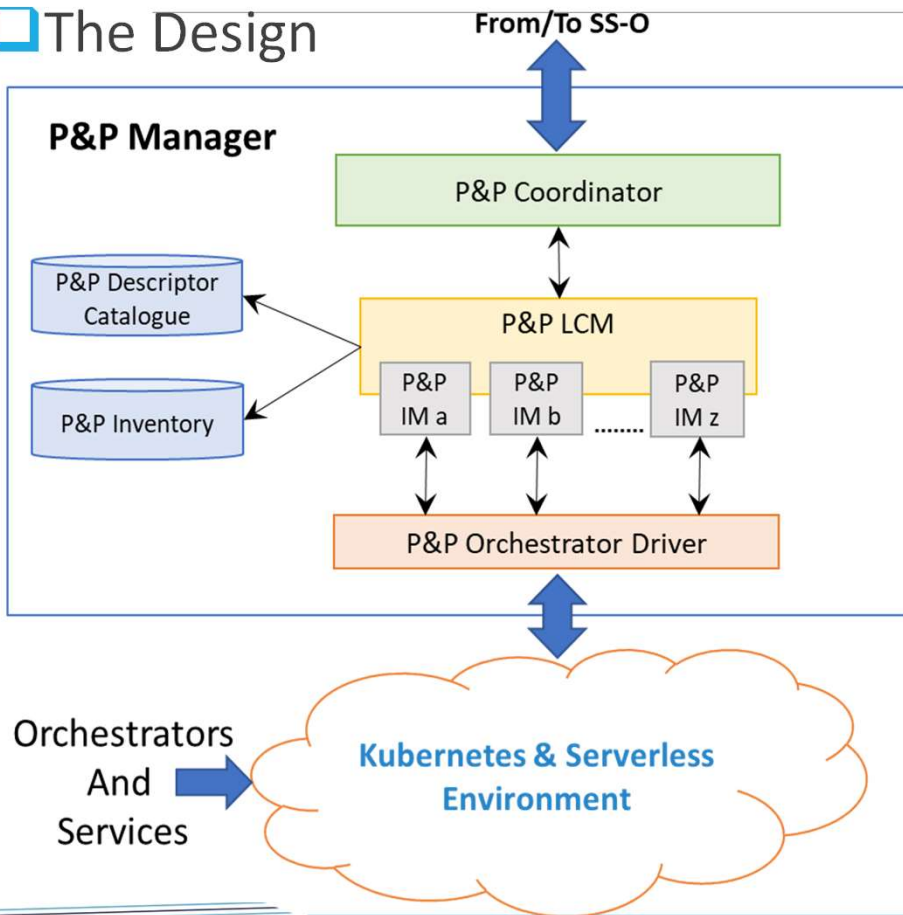 The Design
From/To SS-O
P&P Manager
P&P Coordinator
P&P Descriptor
Catalogue
P&P LCM
P&P
IM a
P&P
IM b
........
P&P
IM z
P&P Inventory
P&P Orchestrator Driver
Orchestrators
And
Services
Kubernetes & Serverless
Environment